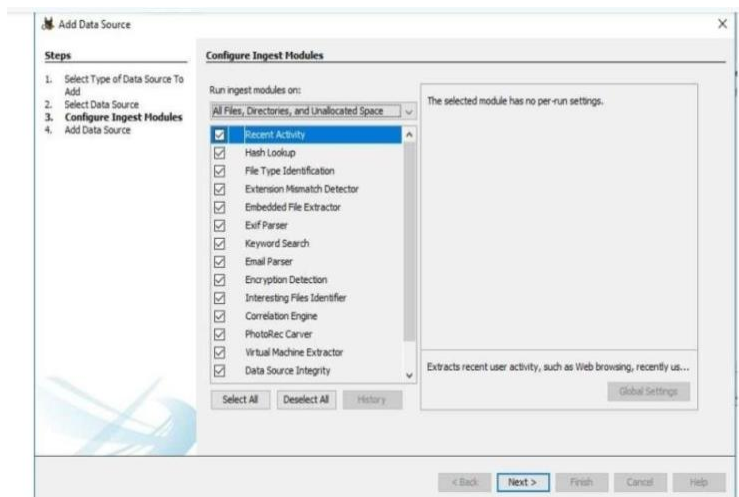 Add Data Source
Steps
1. Select Type of Data Source To
Add
2. Select Data Source
3. Configure Ingest Modules
4. Add Data Source
Configure Ingest Modules
Run ingest modules on:
All Files, Directories, and Unallocated Space
Recent Activity
Hash Lookup
File Type Identification
Extension Mismatch Detector
Embedded File Extractor
Exif Parser
Keyword Search
Email Parser
Encryption Detection
Interesting Files Identifier
Correlation Engine
PhotoRec Carver
Virtual Machine Extractor
Data Source Integrity
Select All Deselect All History
The selected module has no per-run settings.
Extracts recent user activity, such as Web browsing, recently us...
Global Settings
< Back Next > Finish Cancel Help